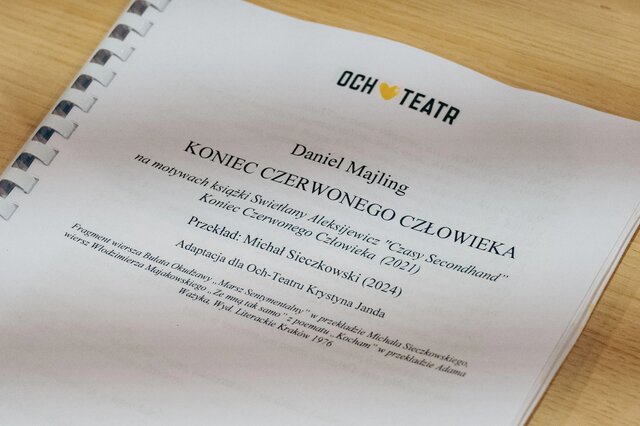 OCH TEATR
Daniel Majling
KONIEC CZERWONEGO CZŁOWIEKA
na motywach książki Swietłany Aleksijewicz "Czasy Secondhand"
Koniec Czerwonego Człowieka (2021)
Przekład: Michał Sieczkowski (2024)
Adaptacja dla Och-Teatru Krystyna Janda
Fragment wiersza Bułata Okudżawy „Marsz Sentymentalny" w przekładzie Michała Sieczkowskiego,
wiersz Włodzimierza Majakowskiego „Ze mną tak samo" z poematu „Kocham" w przekładzie Adama
Ważyka, Wyd. Literackie Kraków 1976